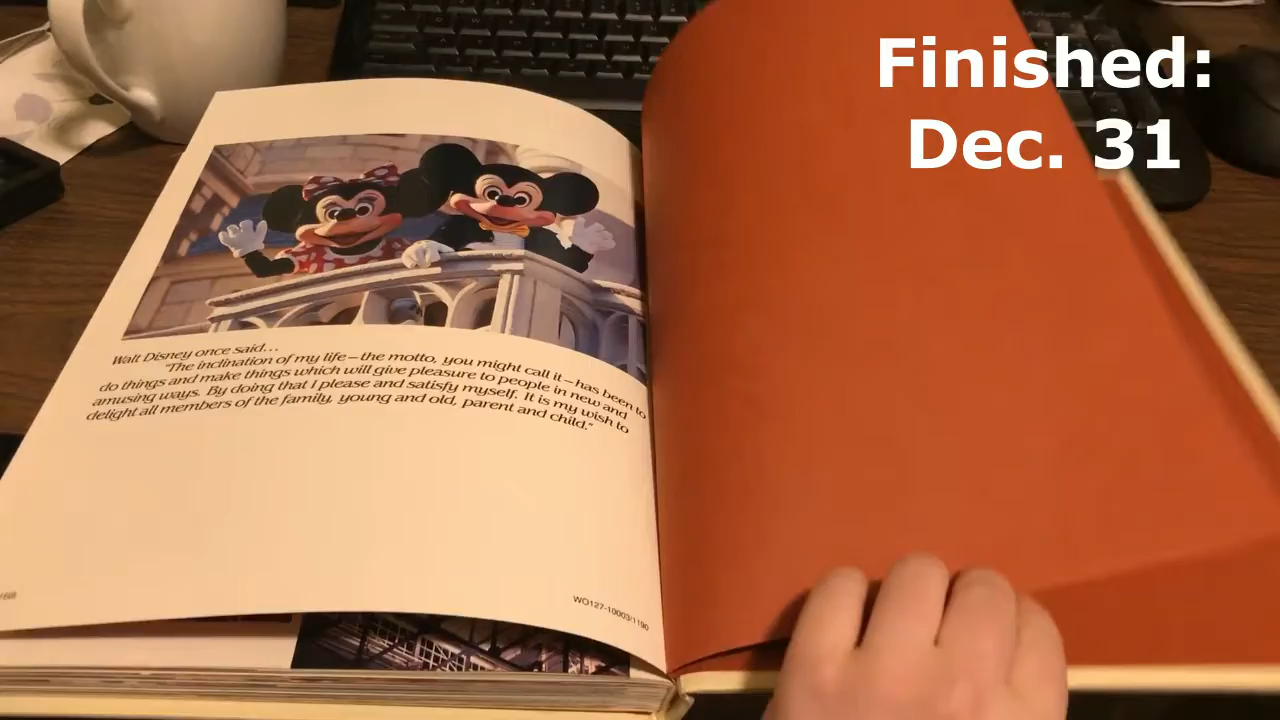 Finished:
Dec. 31
Walt Disney once said...
"The inclination of my life—the motto, you might call it—has been to
do things and make things which will give pleasure to people in new and
amusing ways. By doing that I please and satisfy myself. It is my wish to
delight all members of the family, young and old, parent and child."
WO127-10003/1190